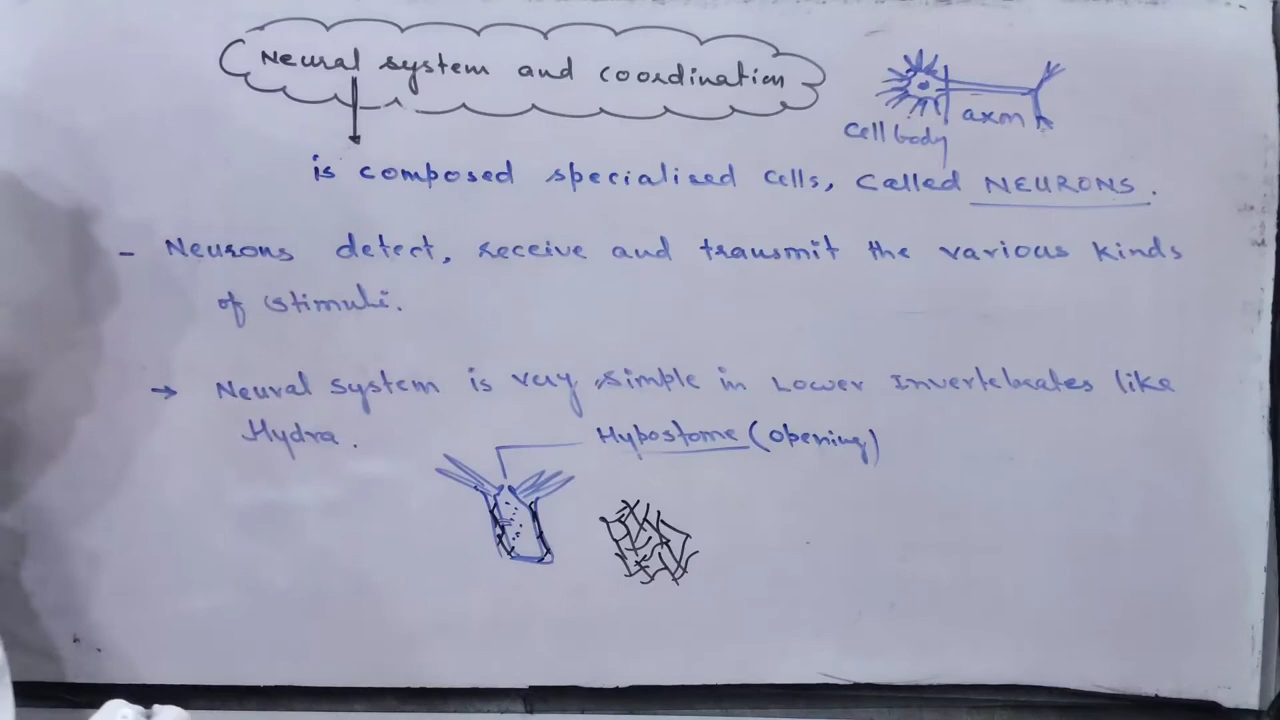 Neural system and coordination
Cell body
axon
is composed specialised cells, called NEURONS.
- Neurons detect, receive and transmit the various kinds
of stimuli.
→ Neural system is very simple in Lower Invertebrates like
Hydra.
Hypostome (opening)